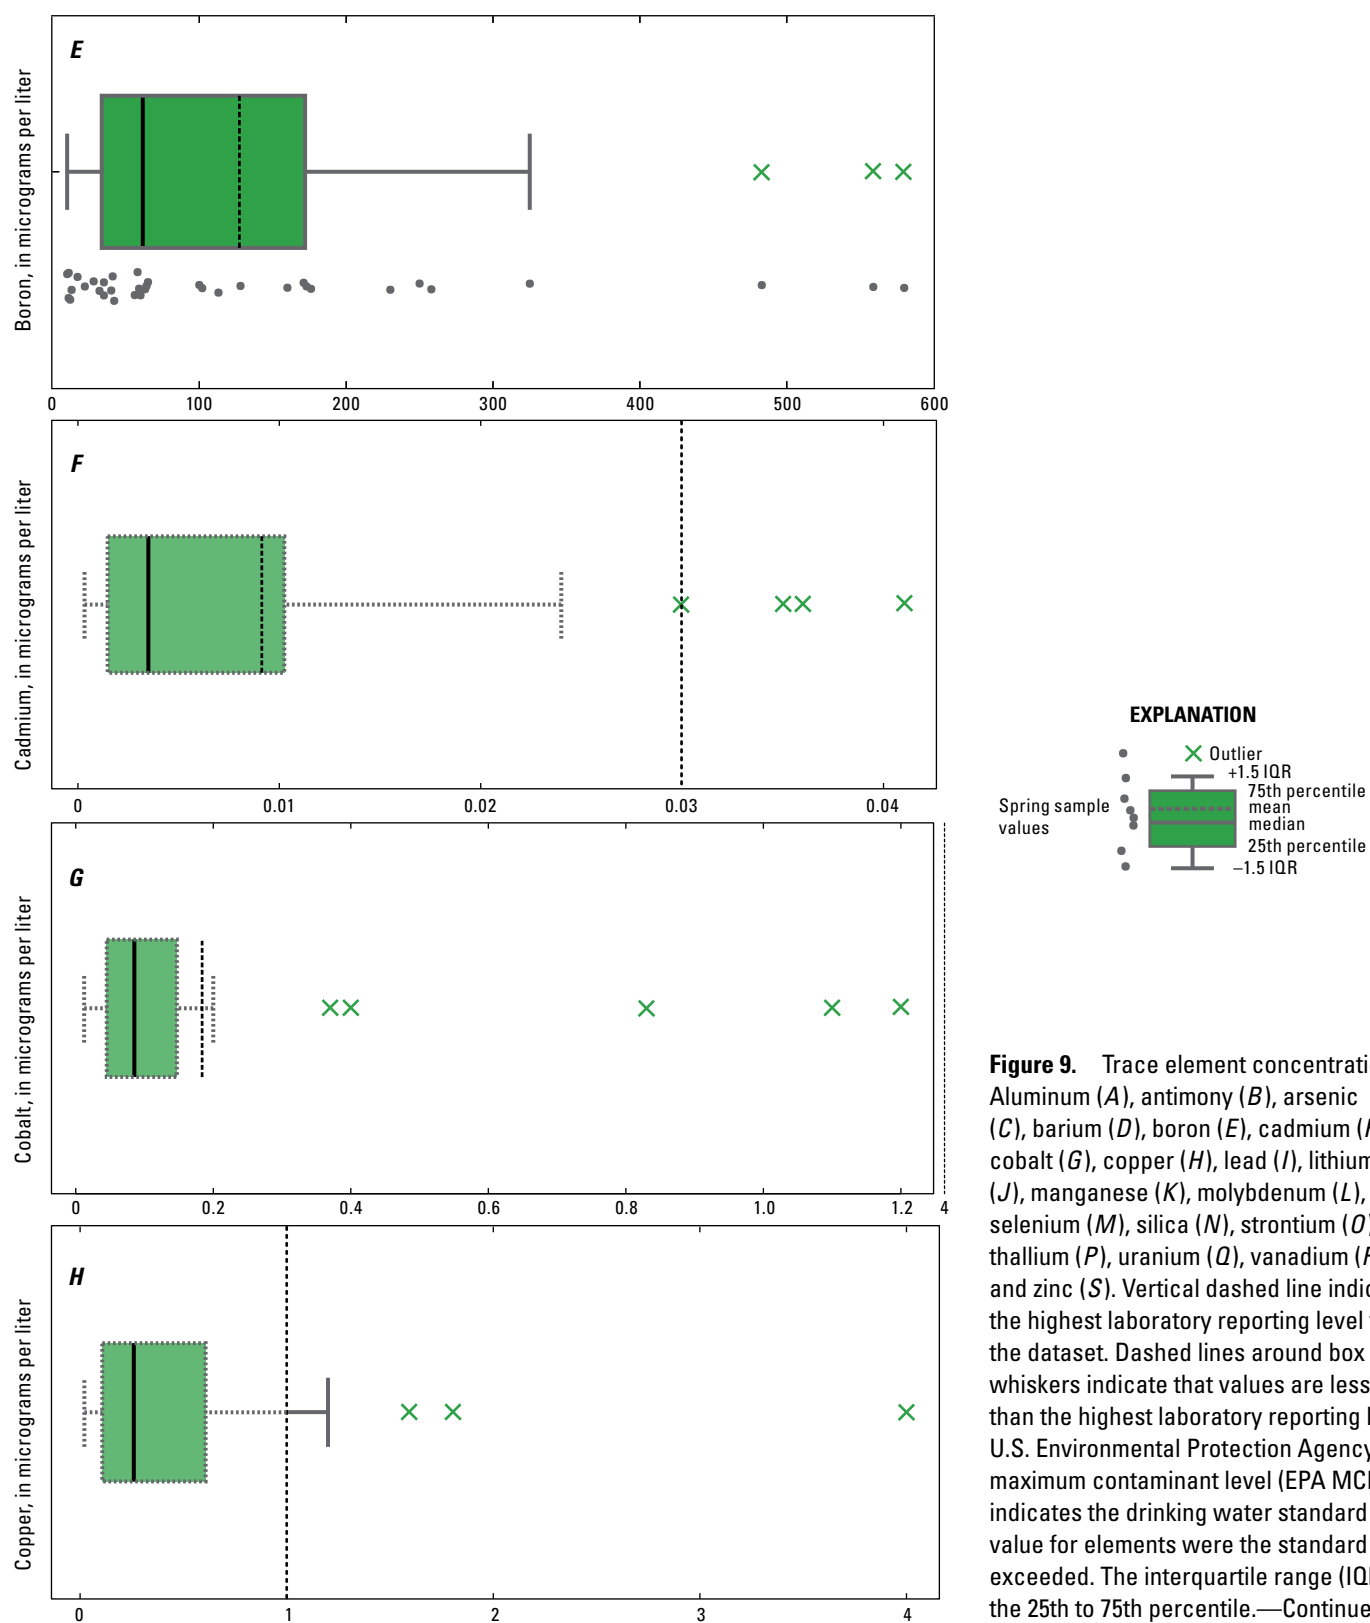 E
Boron, in micrograms per liter
0 100 200 300 400 500 600
F
Cadmium, in micrograms per liter
0 0.01 0.02 0.03 0.04
G
Cobalt, in micrograms per liter
0 0.2 0.4 0.6 0.8 1.0 1.2 4
H
Copper, in micrograms per liter
0 1 2 3 4
EXPLANATION
Outlier
+1.5 IQR
75th percentile
Spring sample values
mean
median
25th percentile
–1.5 IQR
Figure 9. Trace element concentrati
Aluminum (A), antimony (B), arsenic
(C), barium (D), boron (E), cadmium (
cobalt (G), copper (H), lead (I), lithium
(J), manganese (K), molybdenum (L),
selenium (M), silica (N), strontium (O
thallium (P), uranium (Q), vanadium (
and zinc (S). Vertical dashed line indic
the highest laboratory reporting level
the dataset. Dashed lines around box
whiskers indicate that values are less
than the highest laboratory reporting
U.S. Environmental Protection Agency
maximum contaminant level (EPA MC
indicates the drinking water standard
value for elements were the standard
exceeded. The interquartile range (IQ
the 25th to 75th percentile.—Continue